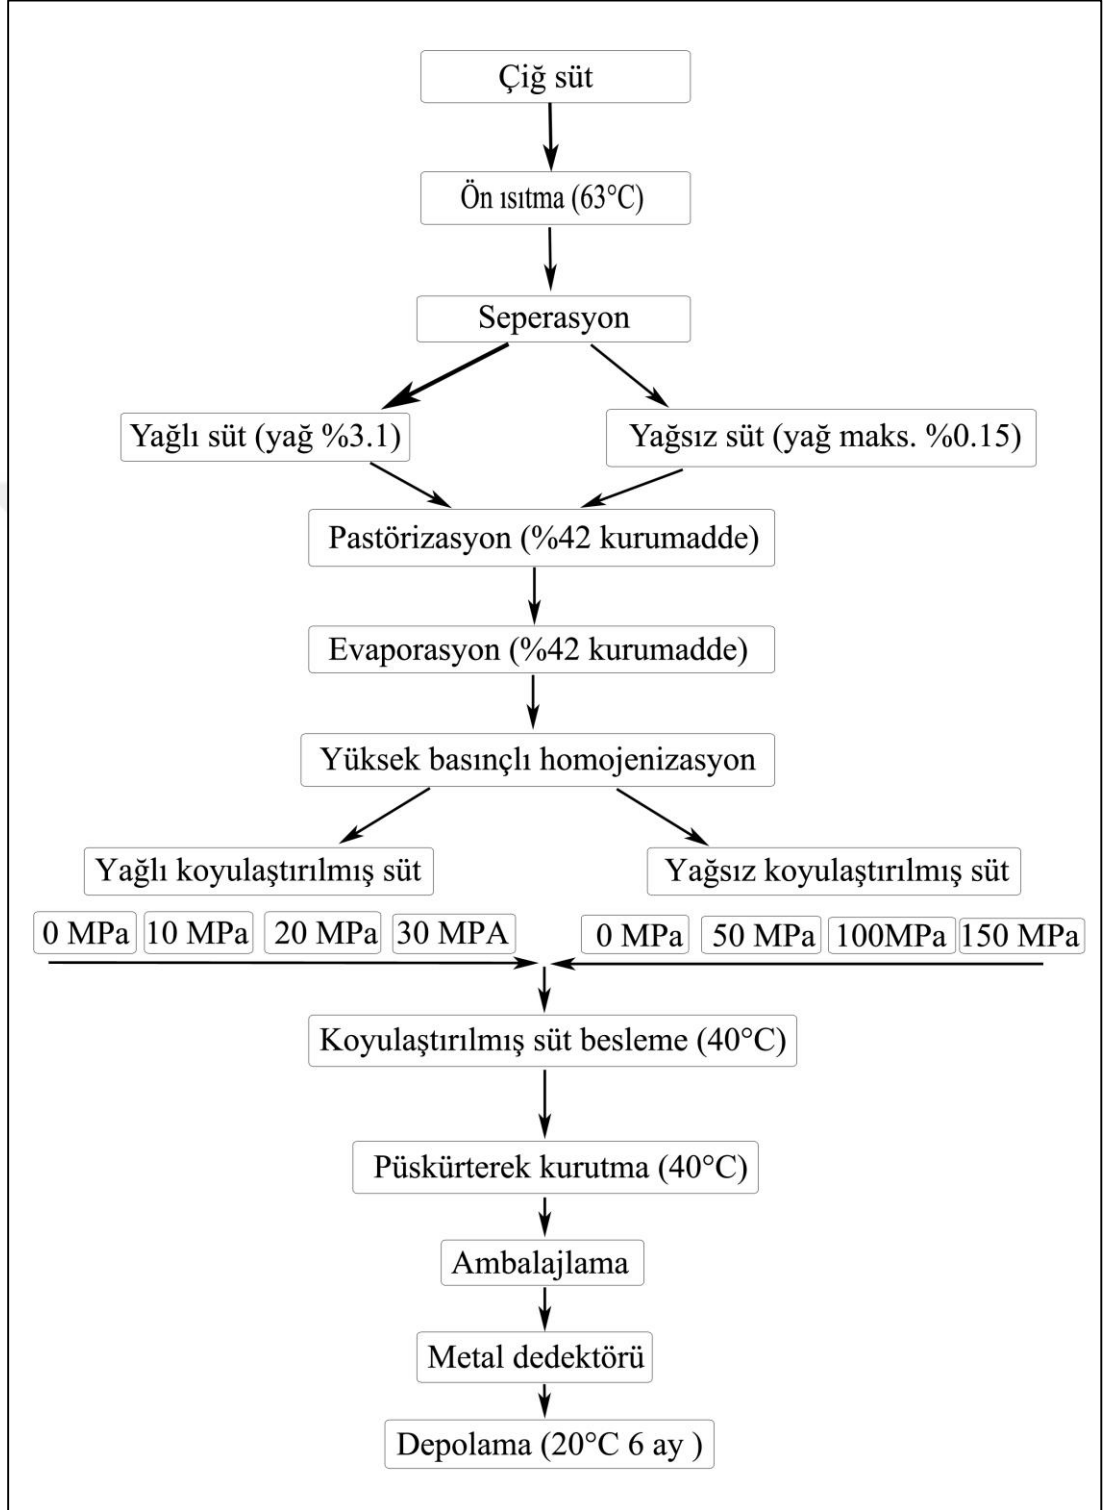 Çiğ süt
Ön ısıtma (63°C)
Seperasyon
Yağlı süt (yağ %3.1)
Yağsız süt (yağ maks. %0.15)
Pastörizasyon (%42 kurumadde)
Evaporasyon (%42 kurumadde)
Yüksek basınçlı homojenizasyon
Yağlı koyulaştırılmış süt
Yağsız koyulaştırılmış süt
0 MPa 10 MPa 20 MPa 30 MPA 0 MPa 50 MPa 100MPa 150 MPa
Koyulaştırılmış süt besleme (40°C)
Püskürterek kurutma (40°C)
Ambalajlama
Metal dedektörü
Depolama (20°C 6 ay )